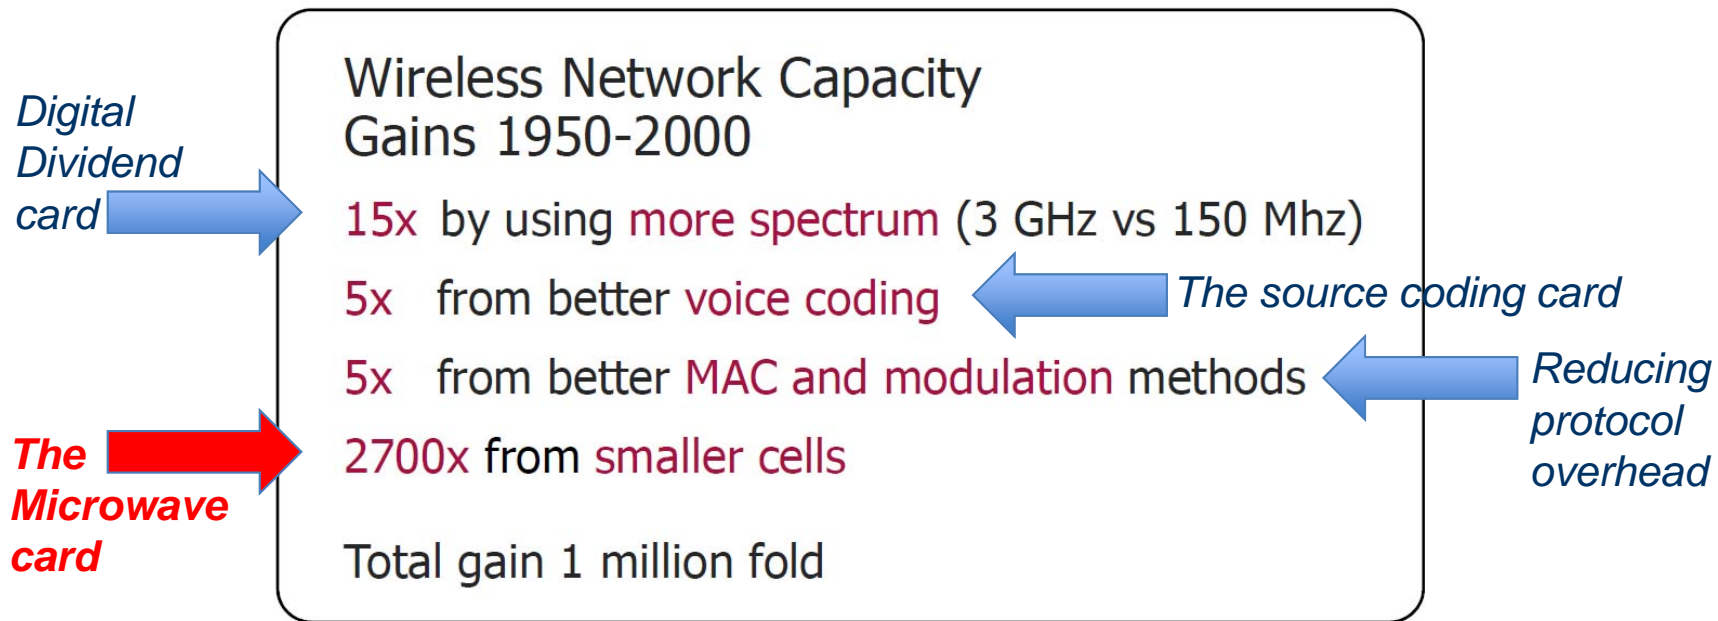 Wireless Network Capacity
Gains 1950-2000
Digital
Dividend
card
15x by using more spectrum (3 GHz vs 150 Mhz)
5x from better voice coding
The source coding card
5x from better MAC and modulation methods
Reducing
protocol
overhead
The
Microwave
card
2700x from smaller cells
Total gain 1 million fold